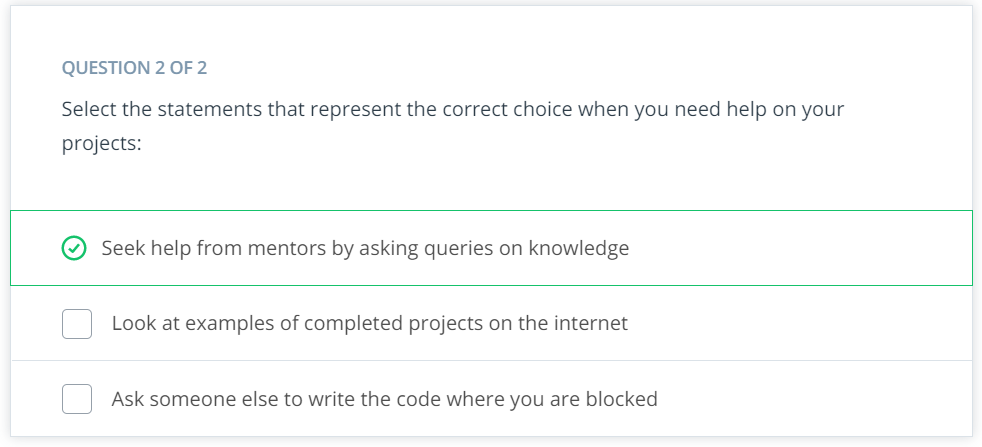 QUESTION 2 OF 2
Select the statements that represent the correct choice when you need help on your
projects:
Seek help from mentors by asking queries on knowledge
Look at examples of completed projects on the internet
Ask someone else to write the code where you are blocked